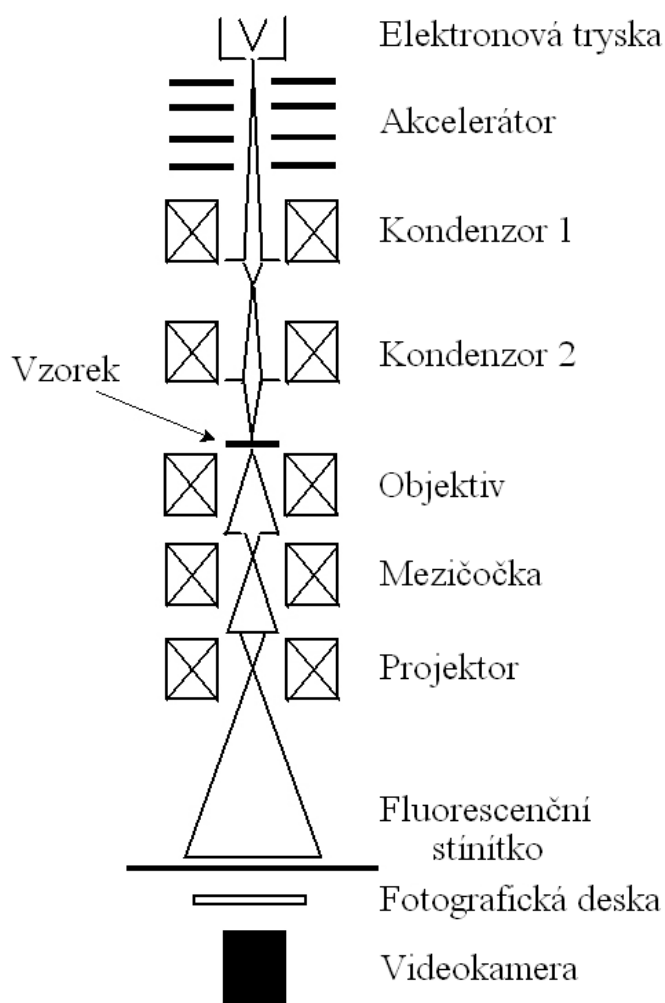 Elektronová tryska
Akcelerátor
Kondenzor 1
Kondenzor 2
Vzorek
Objektiv
Mezičočka
Projektor
Fluorescenční
stínítko
Fotografická deska
Videokamera